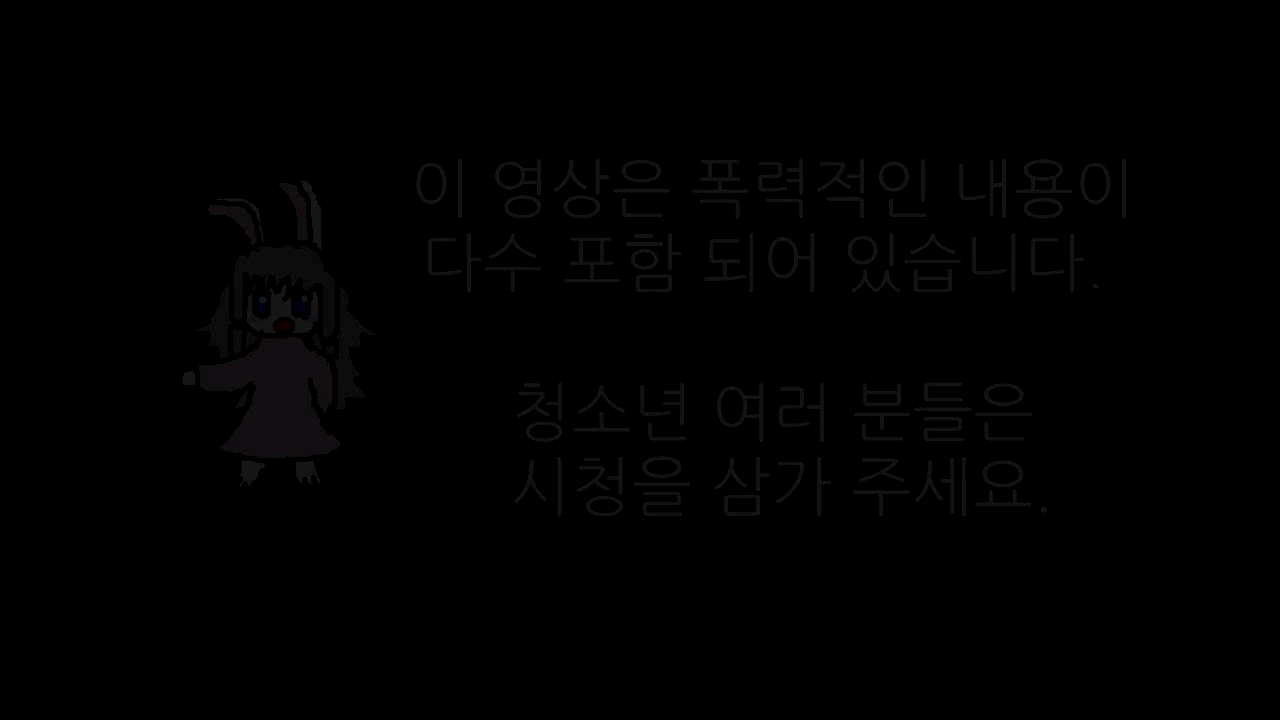 이 영상은 폭력적인 내용이
다수 포함 되어 있습니다.
청소년 여러 분들은
시청을 삼가 주세요.